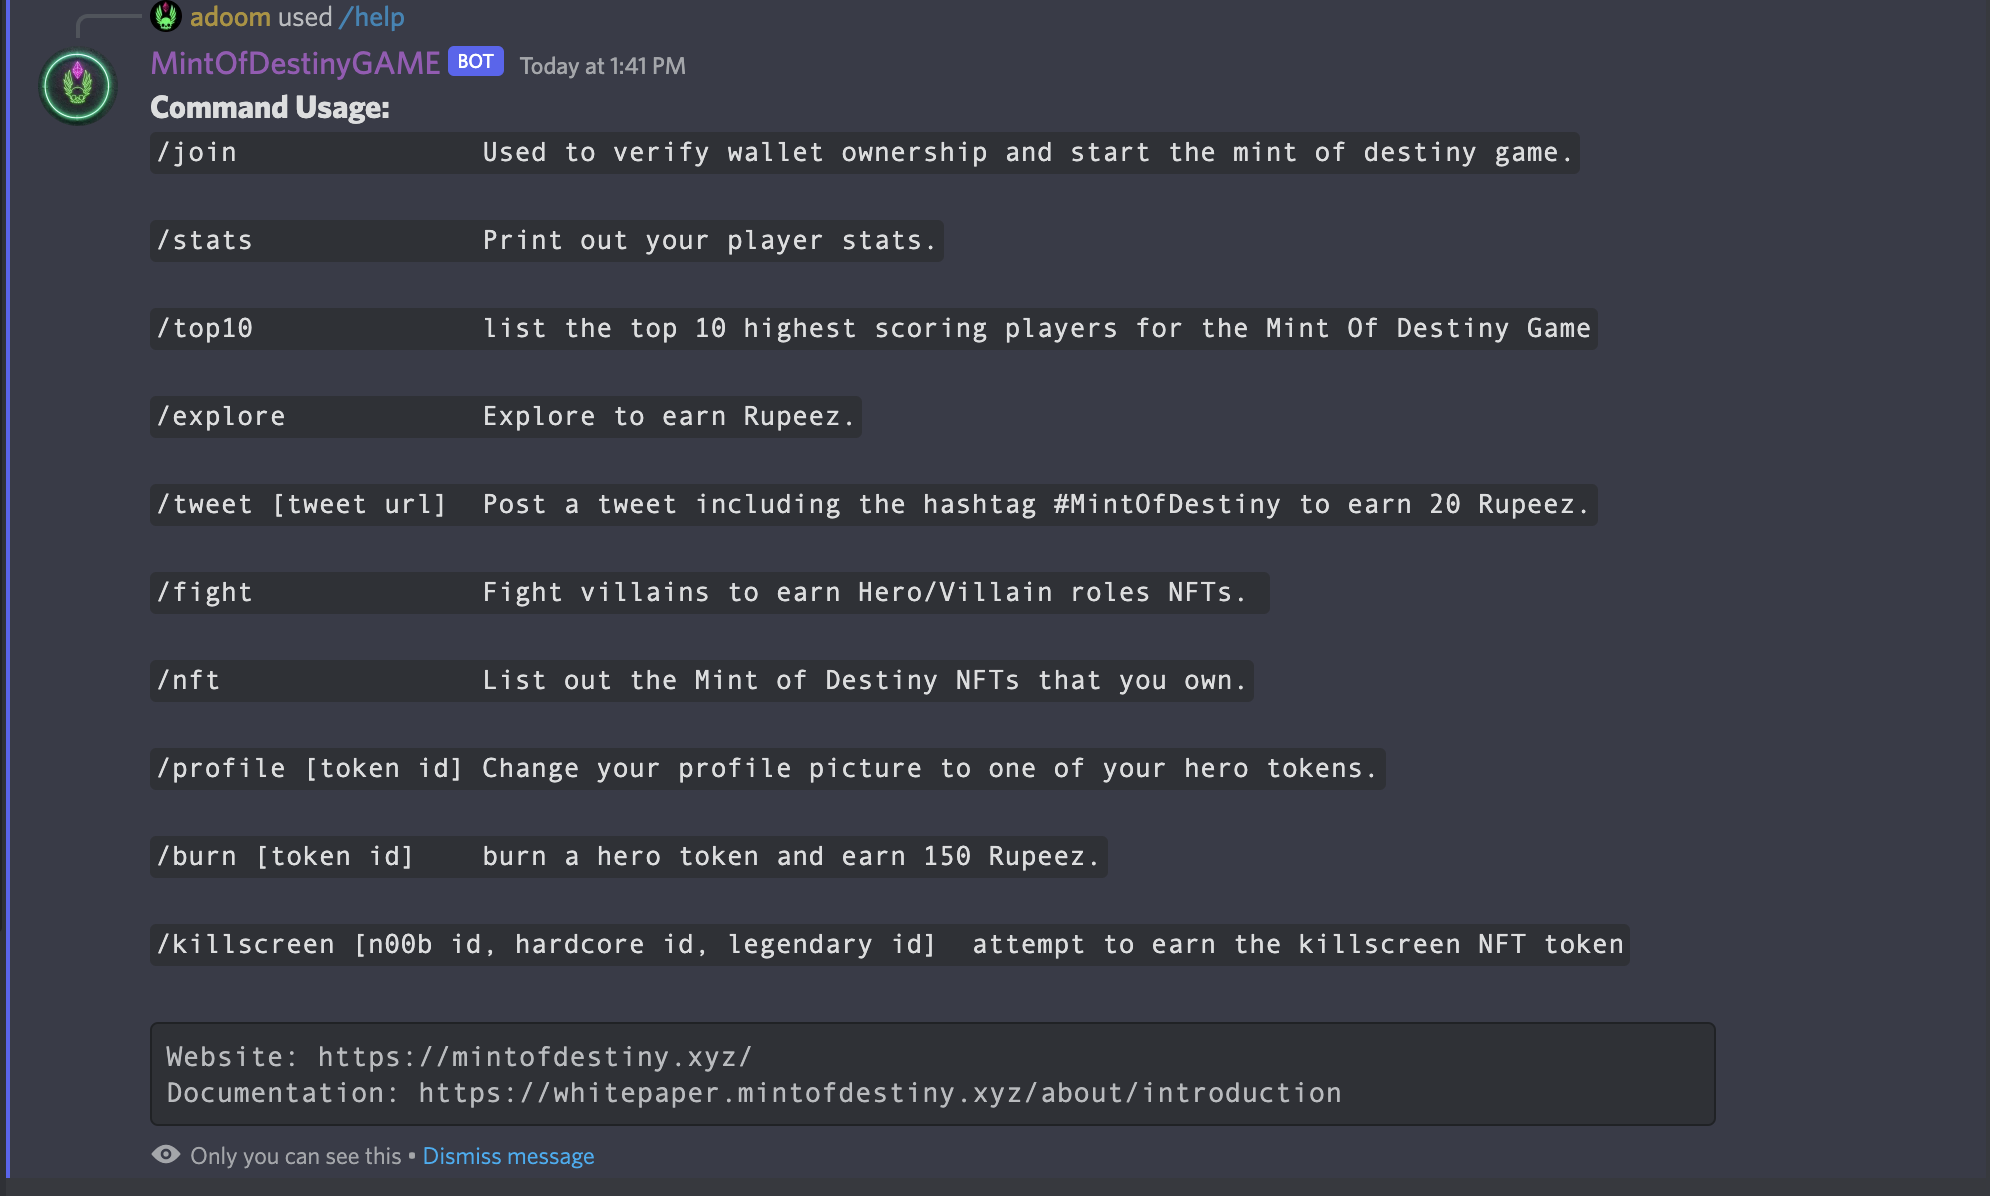 adoom used /help
MintOfDestinyGAME BOT Today at 1:41 PM
Command Usage:
/join Used to verify wallet ownership and start the mint of destiny game.
/stats Print out your player stats.
/top10 list the top 10 highest scoring players for the Mint Of Destiny Game
/explore Explore to earn Rupeez.
/tweet [tweet url] Post a tweet including the hashtag #MintOfDestiny to earn 20 Rupeez.
/fight Fight villains to earn Hero/Villain roles NFTs.
/nft List out the Mint of Destiny NFTs that you own.
/profile [token id] Change your profile picture to one of your hero tokens.
/burn [token id] burn a hero token and earn 150 Rupeez.
/killscreen [n00b id, hardcore id, legendary id] attempt to earn the killscreen NFT token
Website: https://mintofdestiny.xyz/
Documentation: https://whitepaper.mintofdestiny.xyz/about/introduction
Only you can see this • Dismiss message